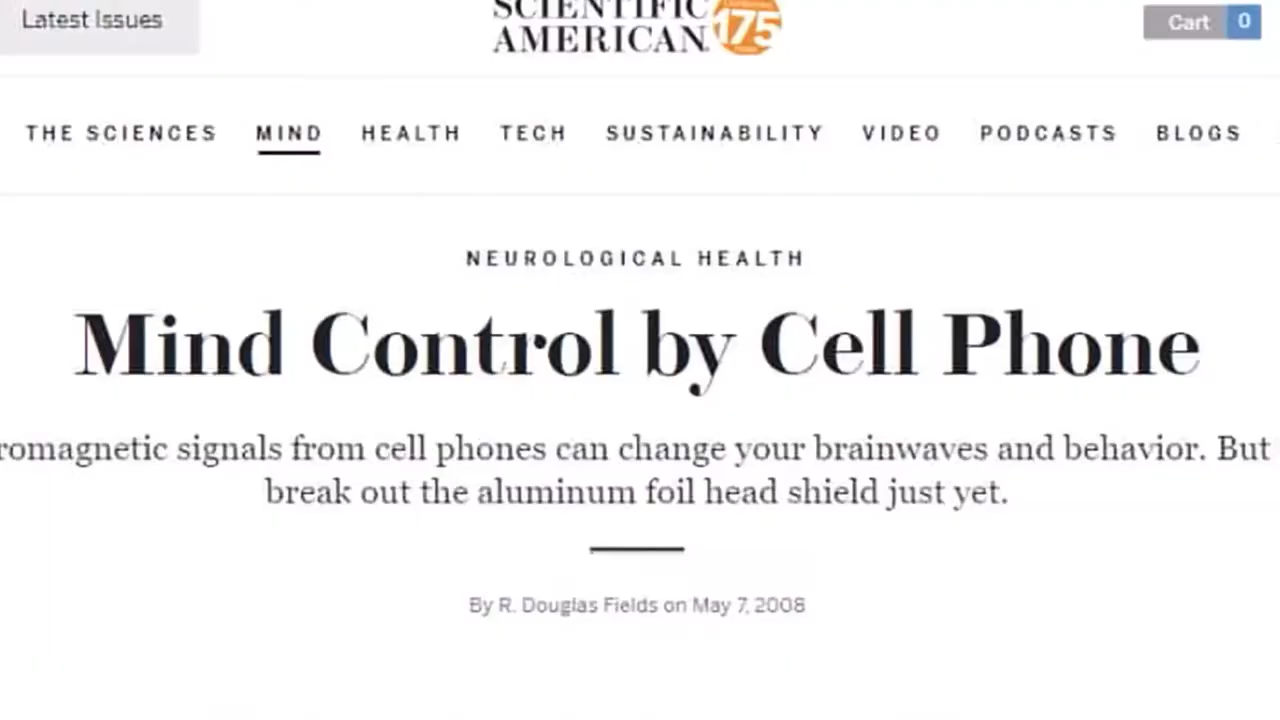 Latest Issues
SCIENTIFIC
AMERICAN
175
Cart 0
THE SCIENCES MIND HEALTH TECH SUSTAINABILITY VIDEO PODCASTS BLOGS
NEUROLOGICAL HEALTH
Mind Control by Cell Phone
romagnetic signals from cell phones can change your brainwaves and behavior. But
break out the aluminum foil head shield just yet.
By R. Douglas Fields on May 7, 2008